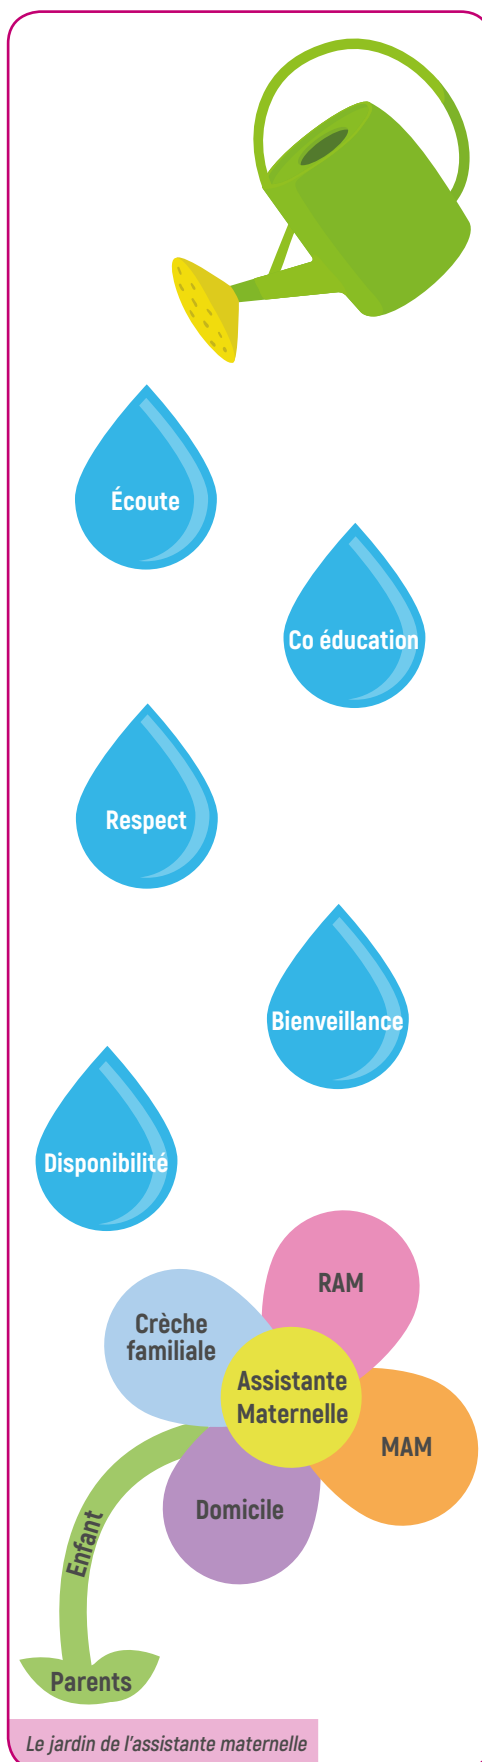 Écoute
Co éducation
Respect
Bienveillance
Disponibilité
RAM
Crèche
familiale
Assistante
Maternelle
MAM
Domicile
Enfant
Parents
Le jardin de l'assistante maternelle